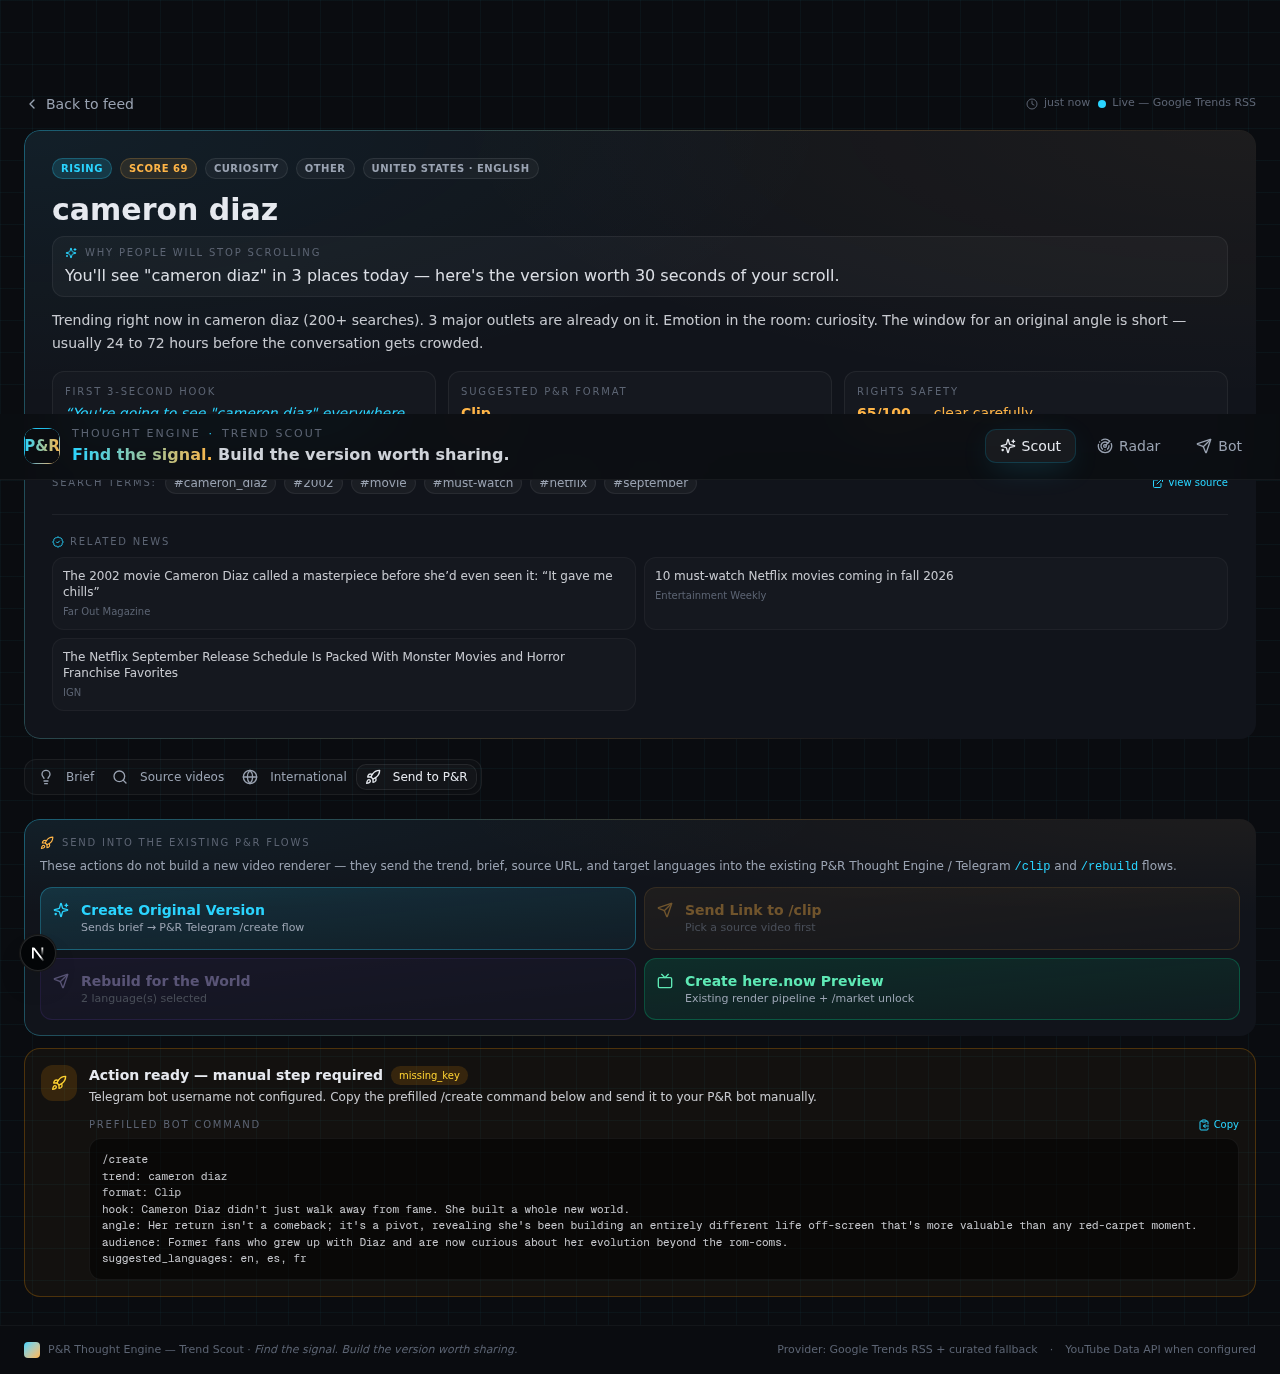 Back to feed
just now Live — Google Trends RSS
RISING SCORE 69 CURIOSITY OTHER UNITED STATES · ENGLISH
cameron diaz
WHY PEOPLE WILL STOP SCROLLING
You'll see "cameron diaz" in 3 places today — here's the version worth 30 seconds of your scroll.
Trending right now in cameron diaz (200+ searches). 3 major outlets are already on it. Emotion in the room: curiosity. The window for an original angle is short —
usually 24 to 72 hours before the conversation gets crowded.
FIRST 3-SECOND HOOK
“You're going to see "cameron diaz" everywhere
SUGGESTED P&R FORMAT
Clip
RIGHTS SAFETY
65/100 — clear carefully
P&R
THOUGHT ENGINE · TREND SCOUT
Find the signal. Build the version worth sharing.
Scout Radar Bot
SEARCH TERMS: #cameron_diaz #2002 #movie #must-watch #netflix #september View source
RELATED NEWS
The 2002 movie Cameron Diaz called a masterpiece before she’d even seen it: “It gave me
chills”
Far Out Magazine
10 must-watch Netflix movies coming in fall 2026
Entertainment Weekly
The Netflix September Release Schedule Is Packed With Monster Movies and Horror
Franchise Favorites
IGN
Brief Source videos International Send to P&R
SEND INTO THE EXISTING P&R FLOWS
These actions do not build a new video renderer — they send the trend, brief, source URL, and target languages into the existing P&R Thought Engine / Telegram /clip and /rebuild flows.
Create Original Version
Sends brief → P&R Telegram /create flow
Send Link to /clip
Pick a source video first
Rebuild for the World
2 language(s) selected
Create here.now Preview
Existing render pipeline + /market unlock
N
Action ready — manual step required missing_key
Telegram bot username not configured. Copy the prefilled /create command below and send it to your P&R bot manually.
PREFILLED BOT COMMAND Copy
/create
trend: cameron diaz
format: Clip
hook: Cameron Diaz didn't just walk away from fame. She built a whole new world.
angle: Her return isn't a comeback; it's a pivot, revealing she's been building an entirely different life off-screen that's more valuable than any red-carpet moment.
audience: Former fans who grew up with Diaz and are now curious about her evolution beyond the rom-coms.
suggested_languages: en, es, fr
P&R Thought Engine — Trend Scout · Find the signal. Build the version worth sharing.
Provider: Google Trends RSS + curated fallback · YouTube Data API when configured